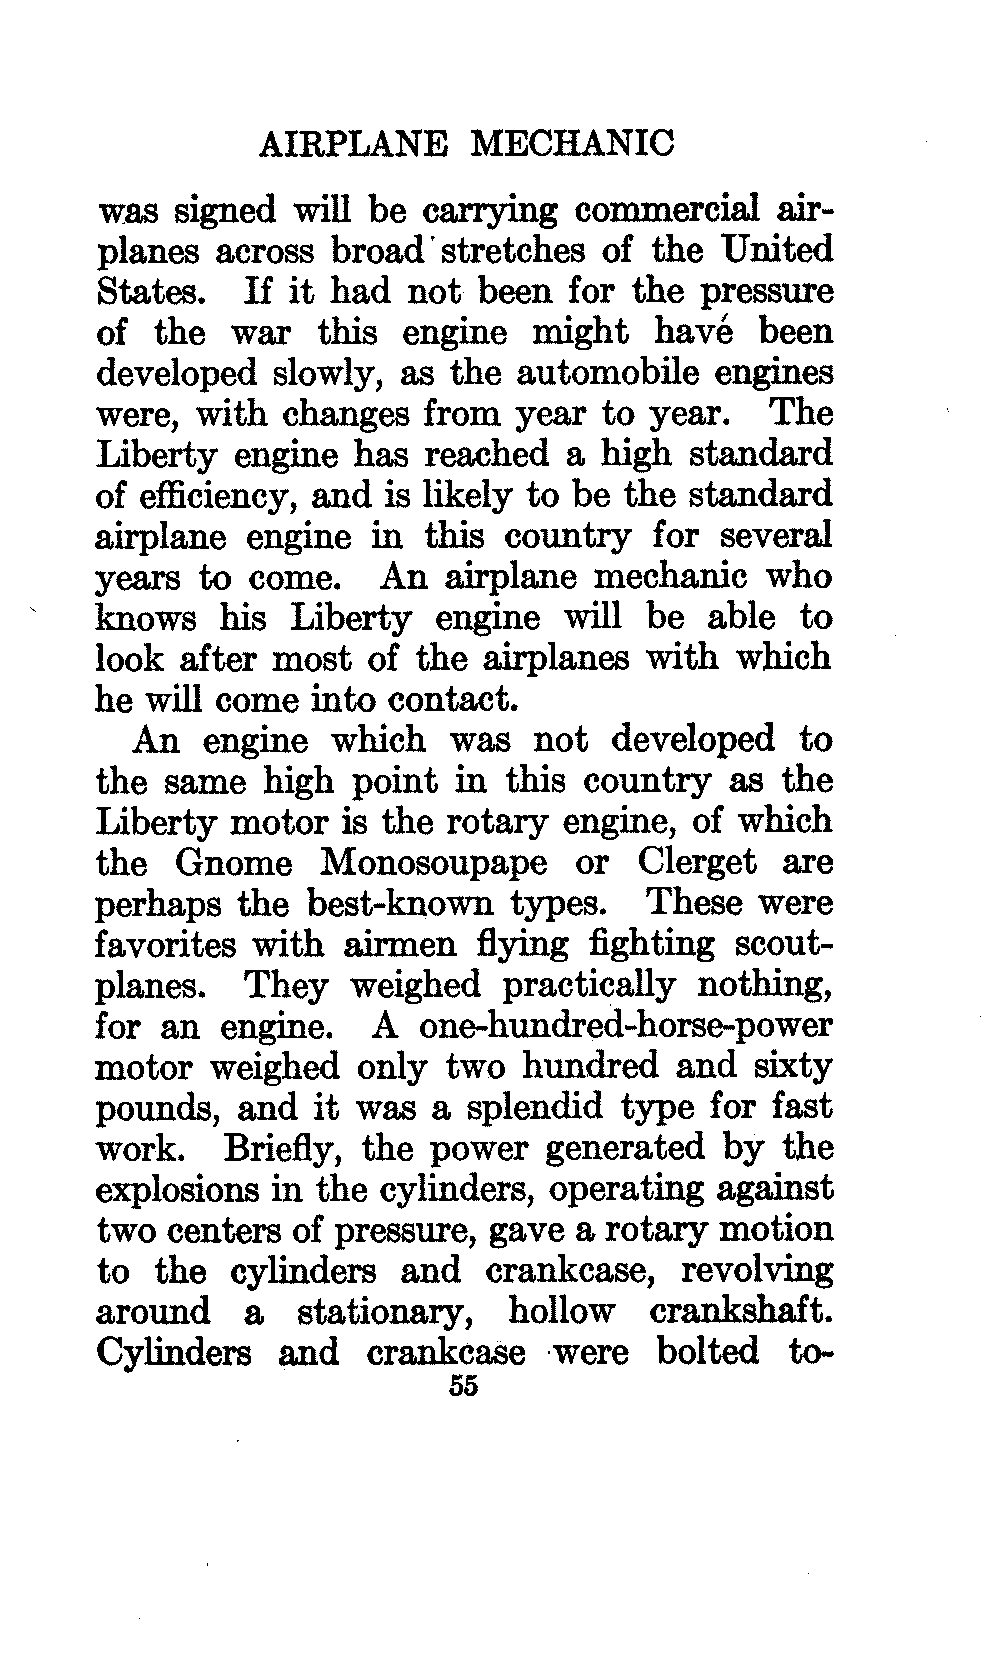 AIRPLANE MECHANIC
was signed will be carrying commercial air-
planes across broad stretches of the United
States. If it had not been for the pressure
of the war this engine might have been
developed slowly, as the automobile engines
were, with changes from year to year. The
Liberty engine has reached a high standard
of efficiency, and is likely to be the standard
airplane engine in this country for several
years to come. An airplane mechanic who
knows his Liberty engine will be able to
look after most of the airplanes with which
he will come into contact.
An engine which was not developed to
the same high point in this country as the
Liberty motor is the rotary engine, of which
the Gnome Monosoupape or Clerget are
perhaps the best-known types. These were
favorites with airmen flying fighting scout-
planes. They weighed practically nothing,
for an engine. A one-hundred-horse-power
motor weighed only two hundred and sixty
pounds, and it was a splendid type for fast
work. Briefly, the power generated by the
explosions in the cylinders, operating against
two centers of pressure, gave a rotary motion
to the cylinders and crankcase, revolving
around a stationary, hollow crankshaft.
Cylinders and crankcase were bolted to-
55